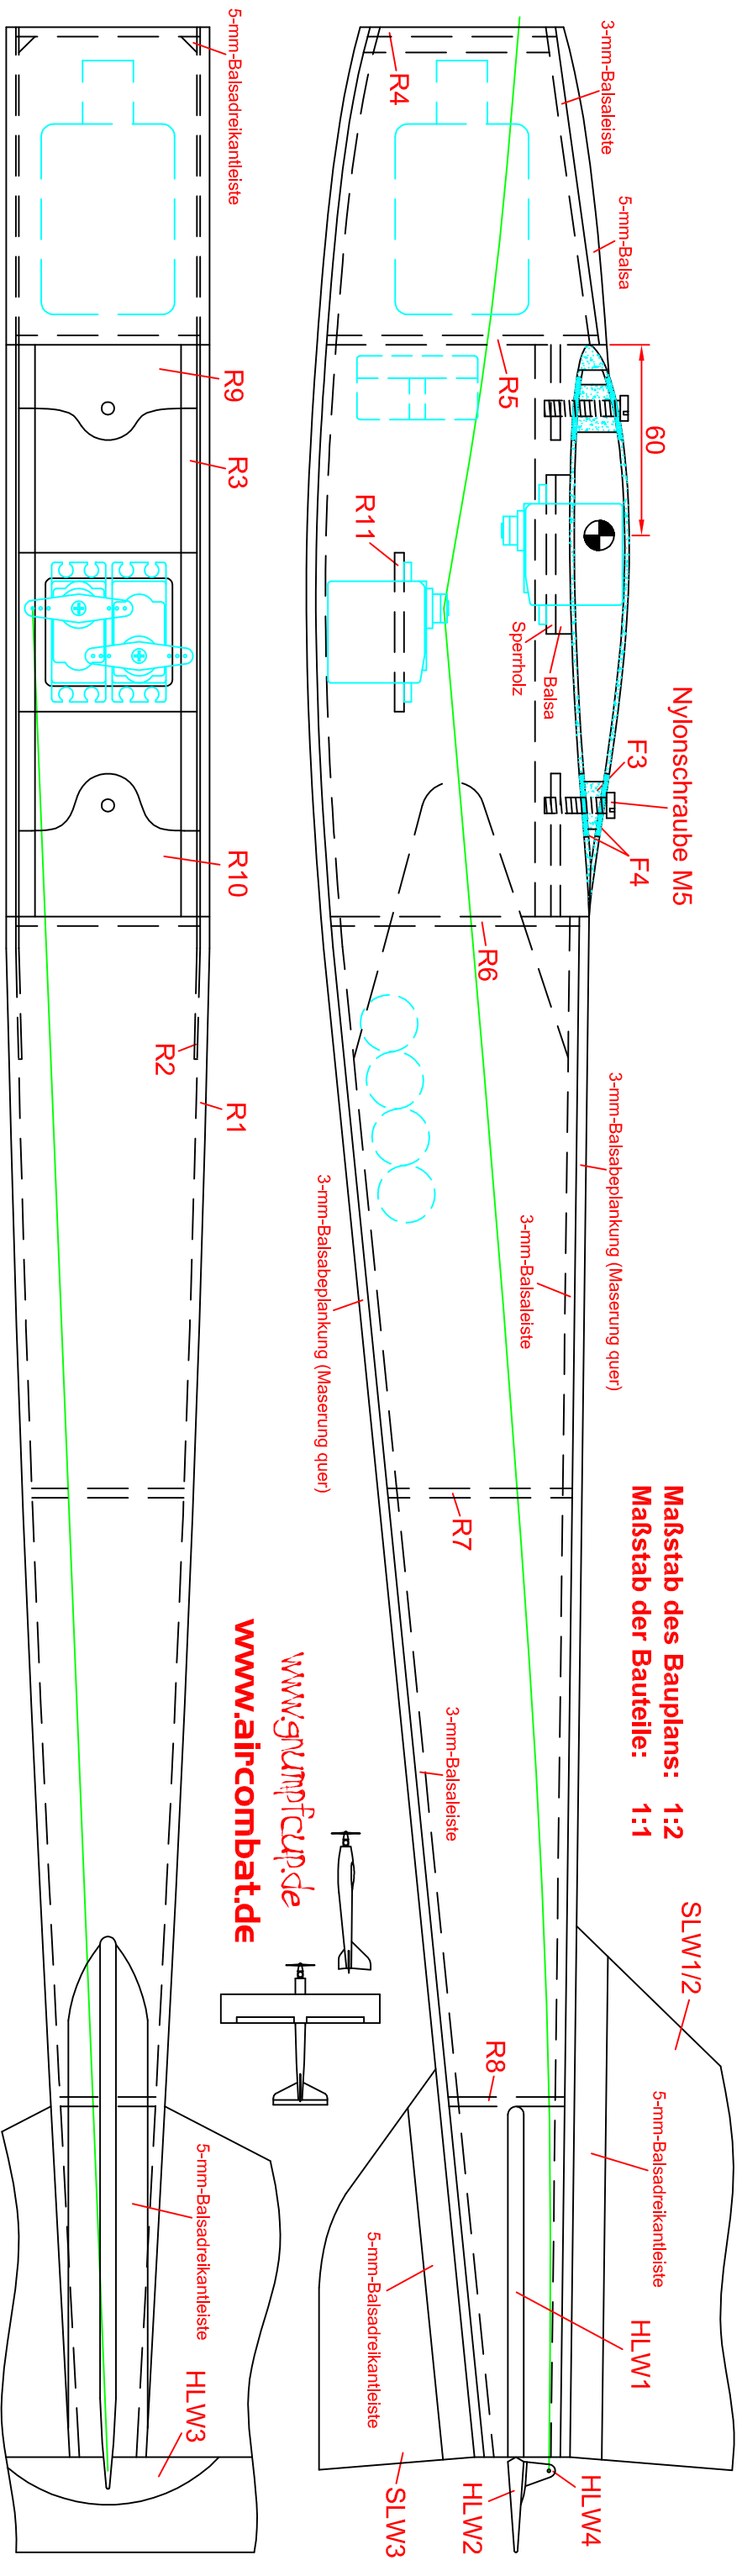 5-mm-Balsadreikantleiste
R9
R3
R10
R2
R1
5-mm-Balsadreikantleiste
HLW3
R4
3-mm-Balsaleiste
5-mm-Balsa
R5
60
R11
Sperrholz
Balsa
Nylonschraube M5
F3
F4
R6
3-mm-Balsabeplankung (Maserung quer)
3-mm-Balsaleiste
3-mm-Balsabeplankung (Maserung quer)
R7
3-mm-Balsaleiste
Maßstab des Bauplans: 1:2
Maßstab der Bauteile: 1:1
www.gnumpfcup.de
www.aircombat.de
SLW1/2
R8
5-mm-Balsadreikantleiste
5-mm-Balsadreikantleiste
HLW1
SLW3
HLW2
HLW4